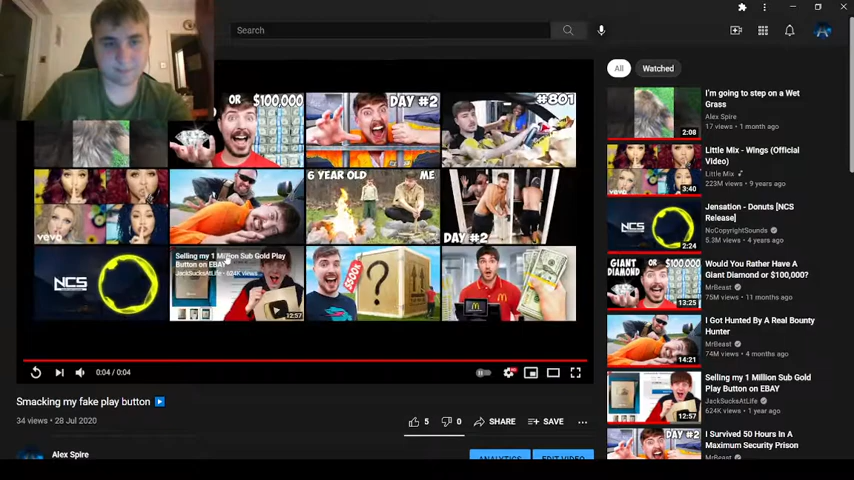 Search
OR $100,000
DAY #2
#801
vevo
6 YEAR OLD ME
DAY #2
NCS
Selling my 1 Million Sub Gold Play
Button on EBAY
JackSucksAtLife • 624K views
12:57
0:04 / 0:04
Smacking my fake play button
34 views • 28 Jul 2020
5
0
SHARE
SAVE
Alex Spire
ANALYTICS
EDIT VIDEO
All
Watched
2:08
I'm going to step on a Wet
Grass
Alex Spire
17 views • 1 month ago
vevo
3:40
Little Mix - Wings (Official
Video)
Little Mix
223M views • 9 years ago
NCS
2:24
Jensation - Donuts [NCS
Release]
NoCopyrightSounds
5.3M views • 4 years ago
OR $100,000
GIANT
DIAMOND
13:25
Would You Rather Have A
Giant Diamond or $100,000?
MrBeast
75M views • 11 months ago
14:21
I Got Hunted By A Real Bounty
Hunter
MrBeast
74M views • 4 months ago
12:57
Selling my 1 Million Sub Gold
Play Button on EBAY
JackSucksAtLife
624K views • 1 year ago
DAY #2
I Survived 50 Hours In A
Maximum Security Prison
MrBeast